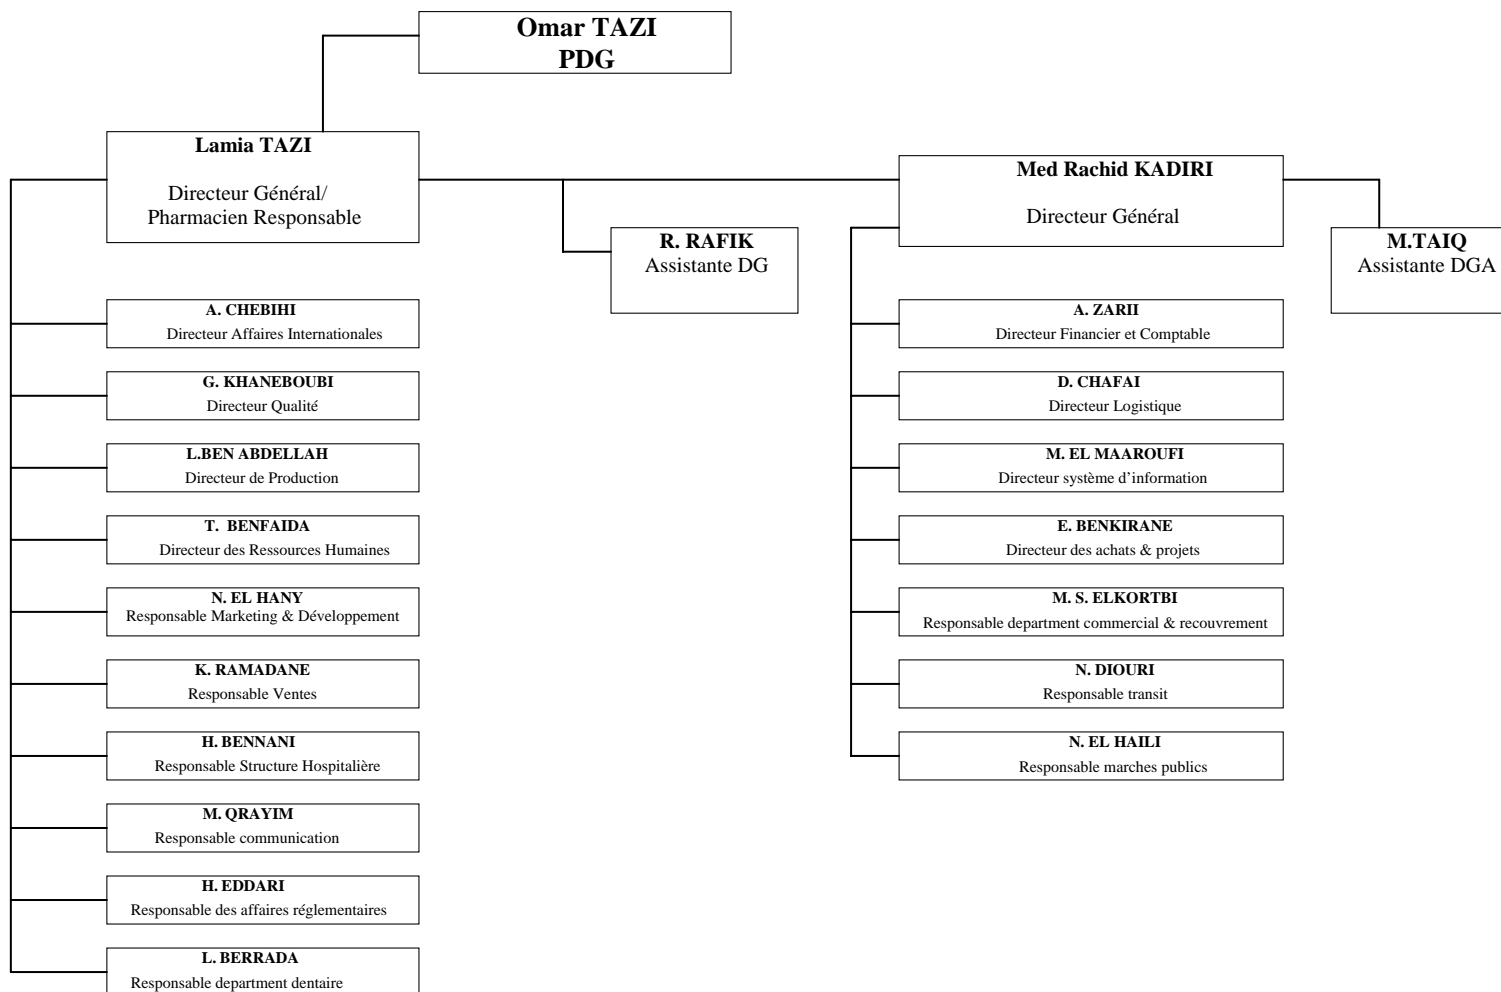 Omar TAZI
PDG
Lamia TAZI
Directeur Général/
Pharmacien Responsable
Med Rachid KADIRI
Directeur Général
R. RAFIK
Assistante DG
M.TAIQ
Assistante DGA
A. CHEBIHI
Directeur Affaires Internationales
G. KHANEBOUBI
Directeur Qualité
L.BEN ABDELLAH
Directeur de Production
T. BENFAIDA
Directeur des Ressources Humaines
N. EL HANY
Responsable Marketing & Développement
K. RAMADANE
Responsable Ventes
H. BENNANI
Responsable Structure Hospitalière
M. QRAYIM
Responsable communication
H. EDDARI
Responsable des affaires réglementaires
L. BERRADA
Responsable department dentaire
A. ZARII
Directeur Financier et Comptable
D. CHAFAI
Directeur Logistique
M. EL MAAROUFI
Directeur système d'information
E. BENKIRANE
Directeur des achats & projets
M. S. ELKORTBI
Responsable department commercial & recouvrement
N. DIOURI
Responsable transit
N. EL HAILI
Responsable marches publics